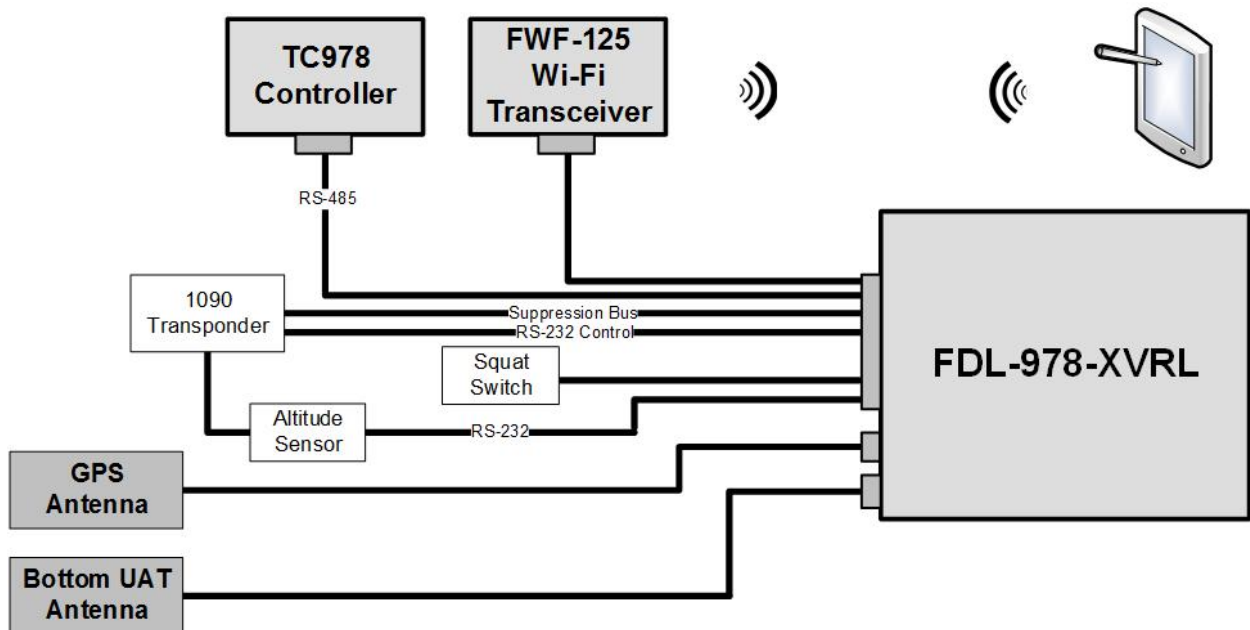 TC978
Controller
FWF-125
Wi-Fi
Transceiver
RS-485
1090
Transponder
Suppression Bus
RS-232 Control
Squat
Switch
Altitude
Sensor
RS-232
FDL-978-XVRL
GPS
Antenna
Bottom UAT
Antenna